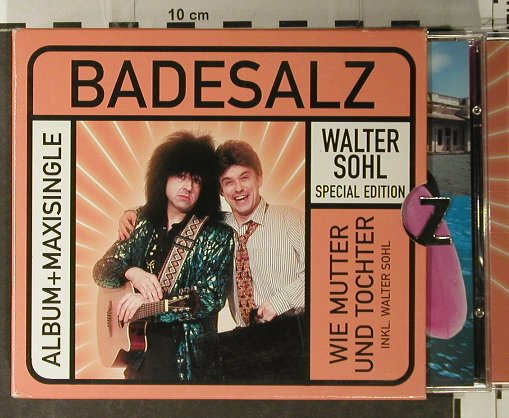 10 cm
BADESALZ
ALBUM+MAXISINGLE
WALTER
SOHL
SPECIAL EDITION
WIE MUTTER
UND TOCHTER
INKL. WALTER SOHL
Z